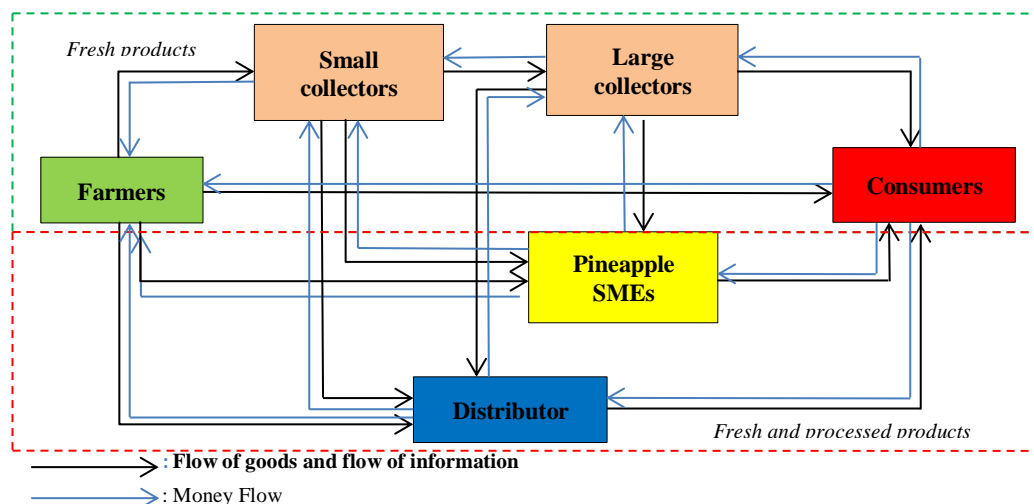 Fresh products
Small
collectors
Large
collectors
Farmers
Consumers
Pineapple
SMEs
Distributor
Fresh and processed products
: Flow of goods and flow of information
: Money Flow